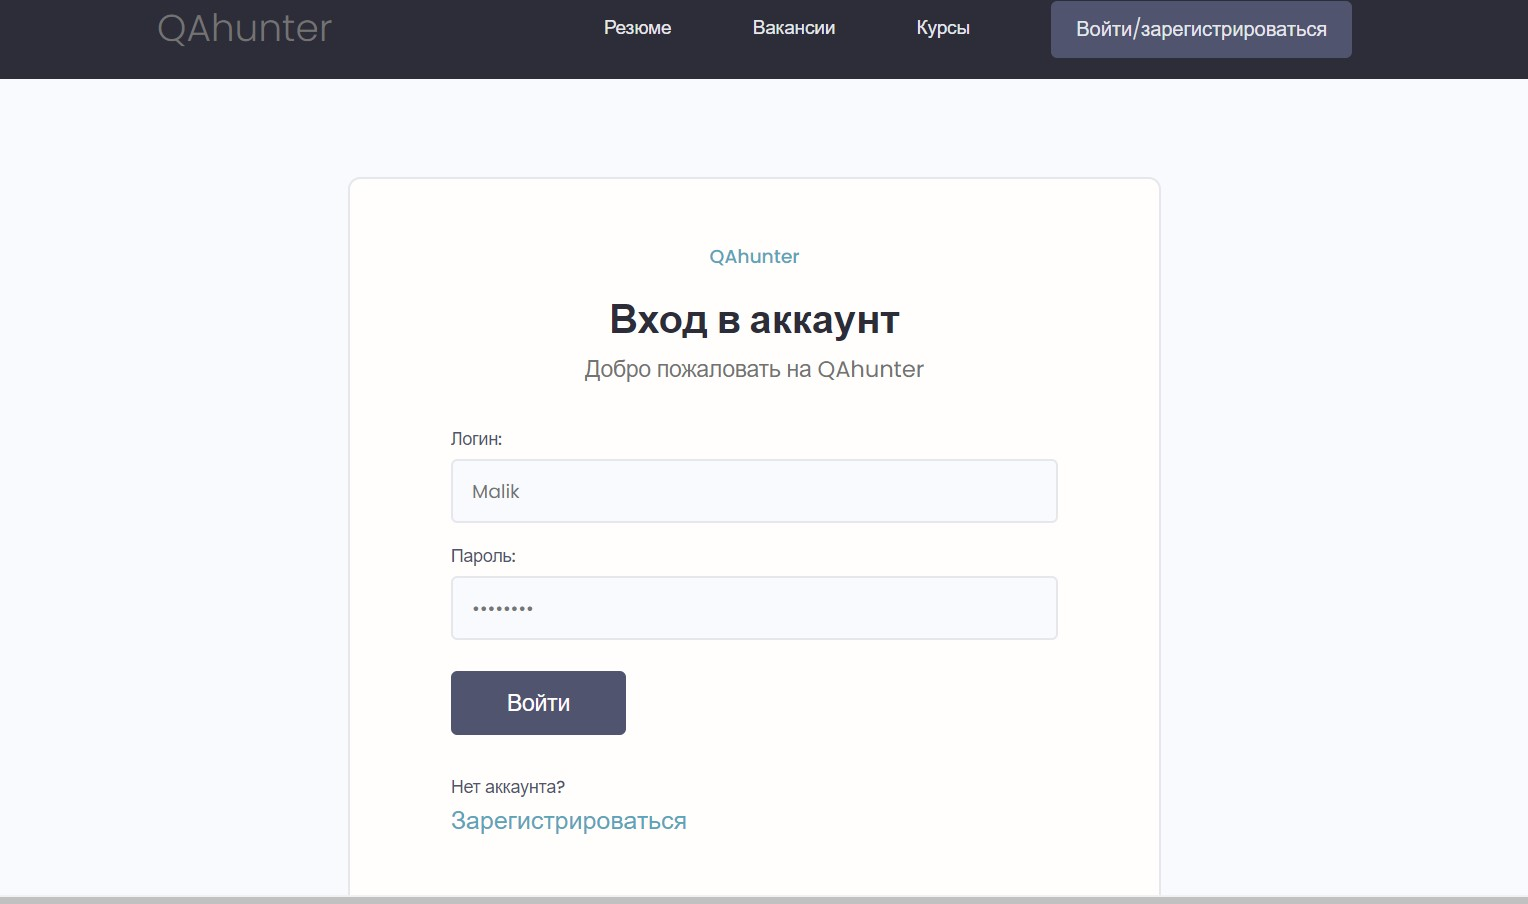 QAhunter Резюме Вакансии Курсы Войти/зарегистрироваться
QAhunter
Вход в аккаунт
Добро пожаловать на QAhunter
Логин:
Malik
Пароль:
••••••••
Войти
Нет аккаунта?
Зарегистрироваться